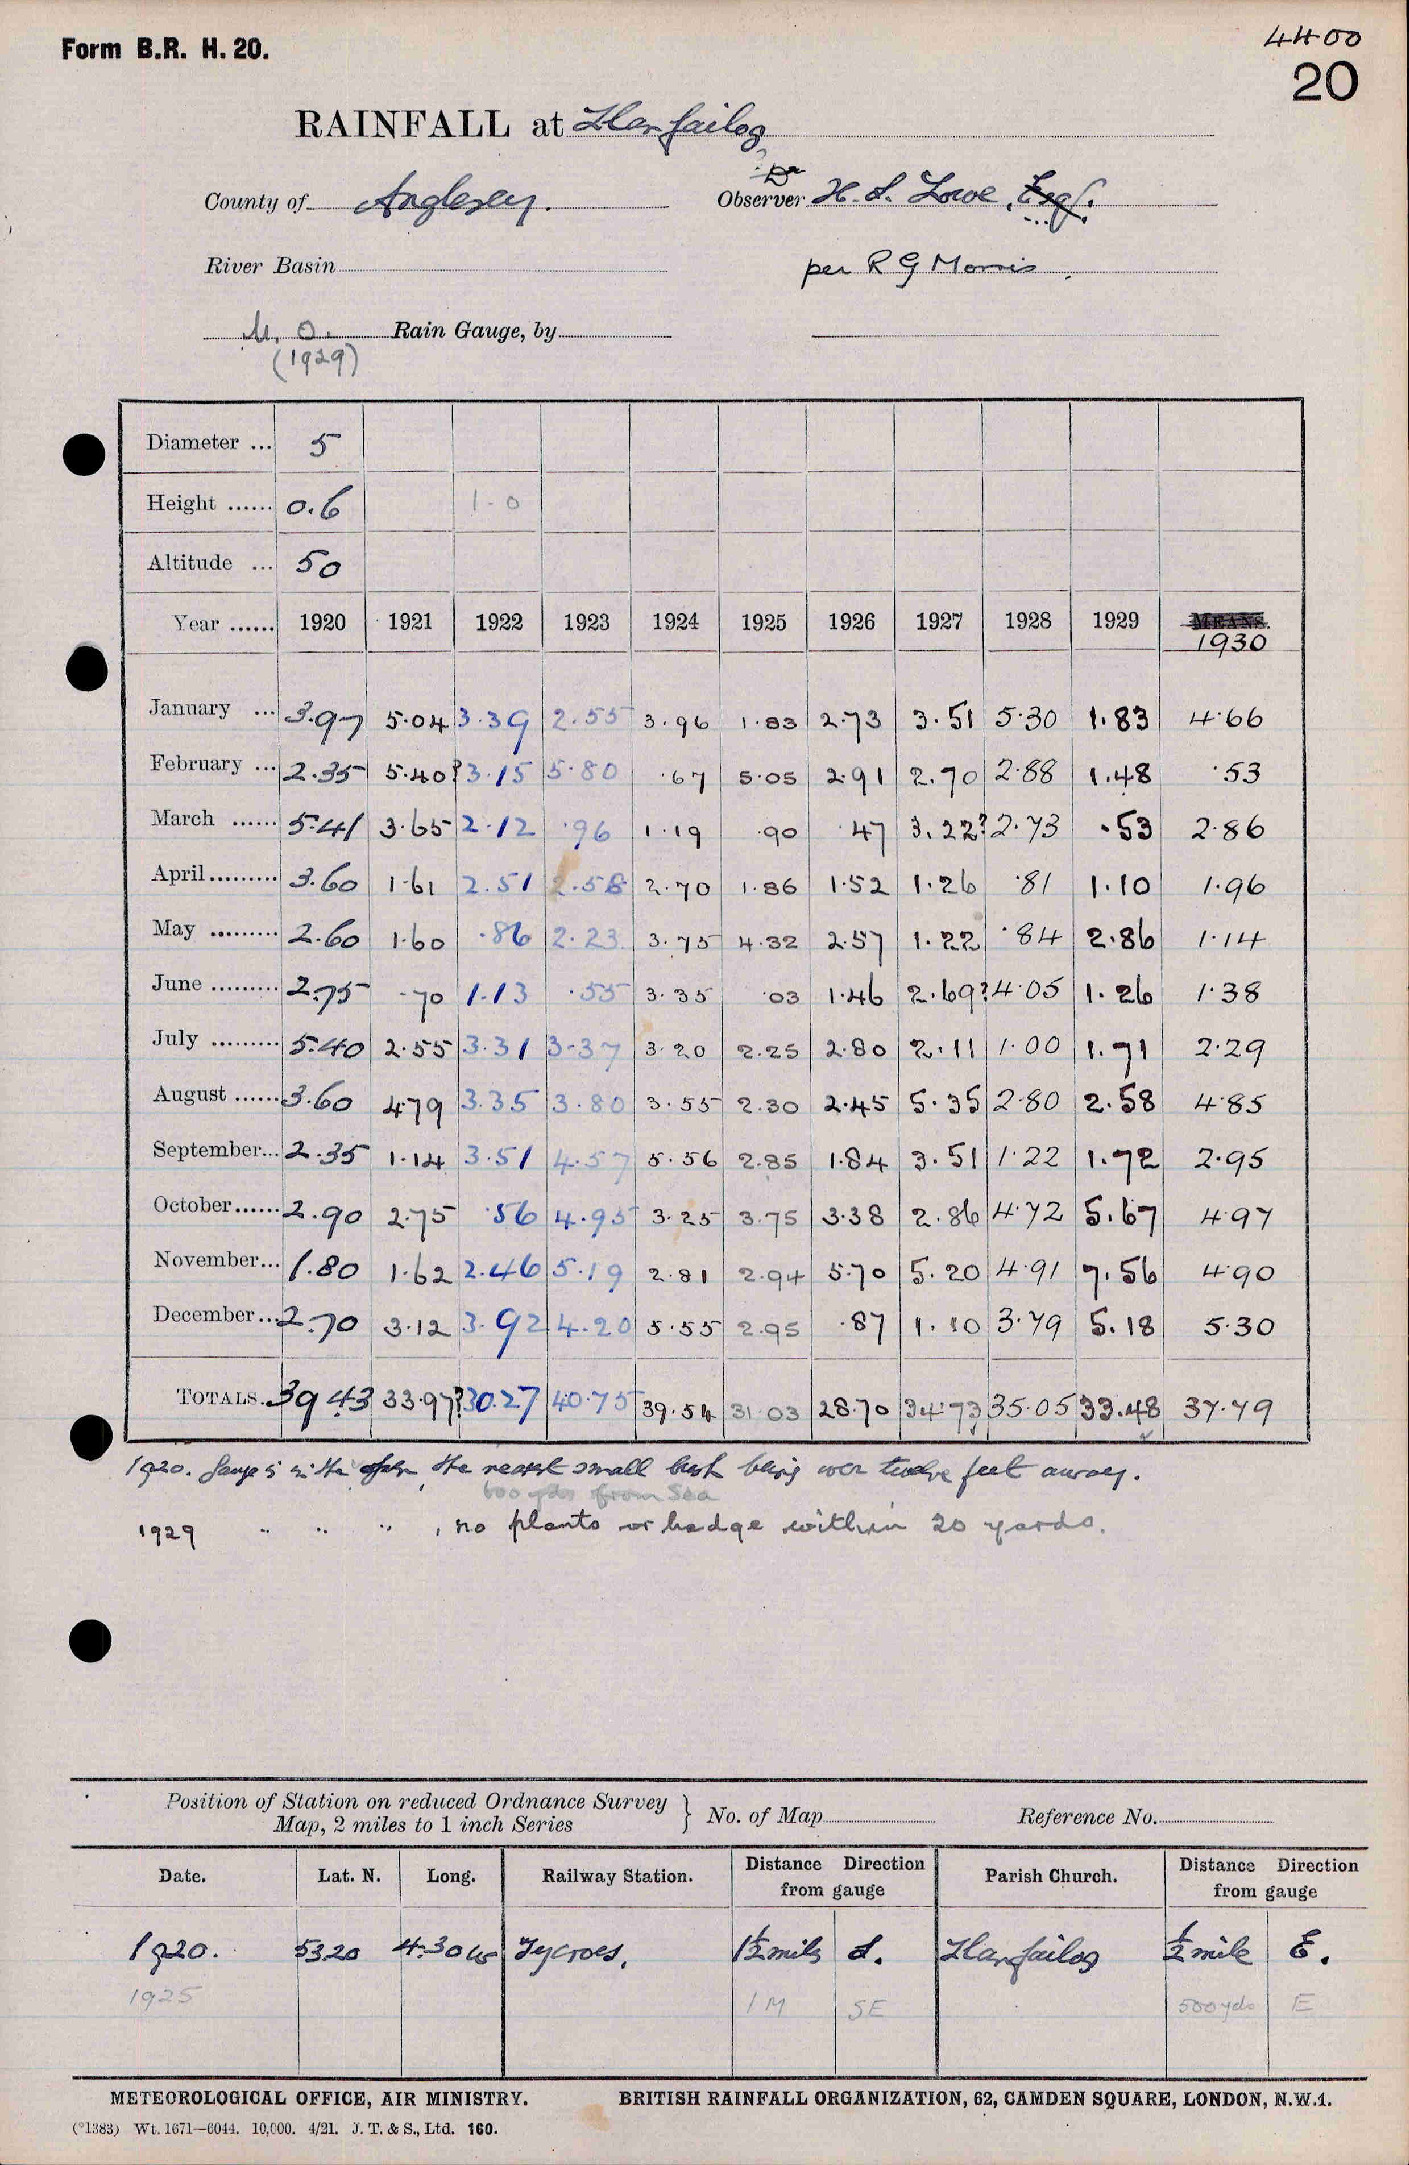 Form B.R. H. 20.
4400
20
RAINFALL at Llanfailog
County of Anglesey.
Observer Dr H. S. Lowe, Esq.
River Basin
per R G Morris.
M. O. Rain Gauge, by
(1929)
Diameter ... 5
Height ...... 0.6 1-0
Altitude ... 50
Year ...... 1920 1921 1922 1923 1924 1925 1926 1927 1928 1929 MEANS.
1930
January ... 3.97 5.04 3.39 2.55 3.96 1.83 2.73 3.51 5.30 1.83 4.66
February ... 2.35 5.40? 3.15 5.80 .67 5.05 2.91 2.70 2.88 1.48 .53
March ...... 5.41 3.65 2.12 .96 1.19 .90 .47 3.22? 2.73 .53 2.86
April ......... 3.60 1.61 2.51 2.58 2.70 1.86 1.52 1.26 .81 1.10 1.96
May ......... 2.60 1.60 .86 2.23 3.75 4.32 2.57 1.22 .84 2.86 1.14
June ......... 2.75 .70 1.13 .55 3.35 .03 1.46 2.69? 4.05 1.26 1.38
July ......... 5.40 2.55 3.31 3.37 3.20 2.25 2.80 2.11 1.00 1.71 2.29
August ...... 3.60 4.79 3.35 3.80 3.55 2.30 2.45 5.35 2.80 2.58 4.85
September... 2.35 1.14 3.51 4.57 5.56 2.85 1.84 3.51 1.22 1.72 2.95
October...... 2.90 2.75 .56 4.95 3.25 3.75 3.38 2.86 4.72 5.67 4.97
November... 1.80 1.62 2.46 5.19 2.81 2.94 5.70 5.20 4.91 7.56 4.90
December... 2.70 3.12 3.92 4.20 5.55 2.95 .87 1.10 3.79 5.18 5.30
TOTALS. 39.43 33.97? 30.27 40.75 39.54 31.03 28.70 34.73 35.05 33.48 37.79
1920. Gauge is in the open, the nearest small bush being over twelve feet away.
600 yds from Sea
1929 " " " , no plants or hedge within 20 yards.
Position of Station on reduced Ordnance Survey
Map, 2 miles to 1 inch Series } No. of Map Reference No.
Date. Lat. N. Long. Railway Station. Distance from gauge Direction Parish Church. Distance from gauge Direction
1920. 53 20 4.30 W Tycroes. 1½ miles S. Llanfailog ½ mile E.
1925 1 M SE 500 yds E
METEOROLOGICAL OFFICE, AIR MINISTRY. BRITISH RAINFALL ORGANIZATION, 62, CAMDEN SQUARE, LONDON, N.W.1.
(*1383) Wt. 1671—6044. 10,000. 4/21. J. T. & S., Ltd. 160.